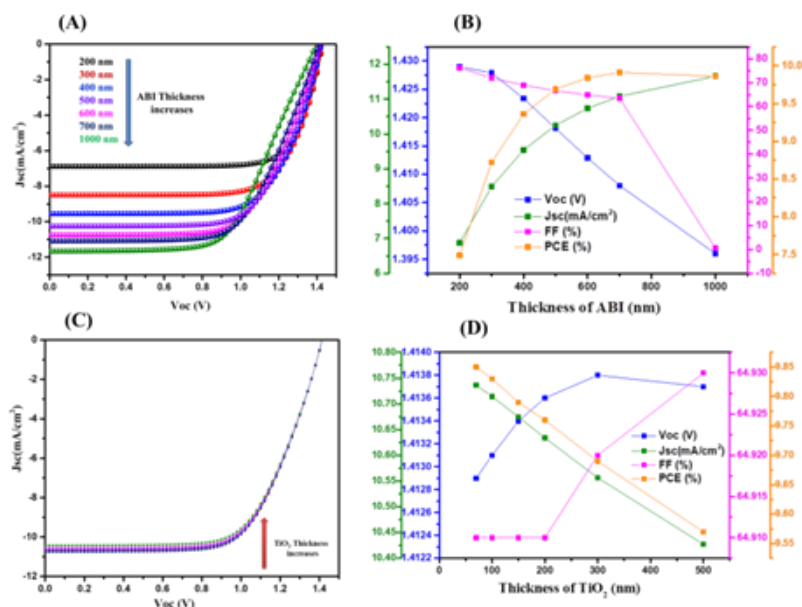 (A)
0
-2
-4
-6
-8
-10
-12
Jsc(mA/cm²)
200 nm
300 nm
400 nm
500 nm
600 nm
700 nm
1000 nm
ABI Thickness
increases
0.0 0.2 0.4 0.6 0.8 1.0 1.2 1.4
Voc (V)
(B)
12
11
10
9
8
7
6
1.430
1.425
1.420
1.415
1.410
1.405
1.400
1.395
80
70
60
50
40
30
20
10
0
-10
10.0
9.5
9.0
8.5
8.0
7.5
Voc (V)
Jsc(mA/cm²)
FF (%)
PCE (%)
200 400 600 800 1000
Thickness of ABI (nm)
(C)
0
-2
-4
-6
-8
-10
-12
Jsc(mA/cm²)
TiO₂ Thickness
increases
0.0 0.2 0.4 0.6 0.8 1.0 1.2 1.4
Voc (V)
(D)
10.80
10.75
10.70
10.65
10.60
10.55
10.50
10.45
10.40
1.4140
1.4138
1.4136
1.4134
1.4132
1.4130
1.4128
1.4126
1.4124
1.4122
64.930
64.925
64.920
64.910
64.910
9.85
9.80
9.75
9.70
9.65
9.60
9.55
Voc (V)
Jsc(mA/cm²)
FF (%)
PCE (%)
100 200 300 400 500
Thickness of TiO₂ (nm)